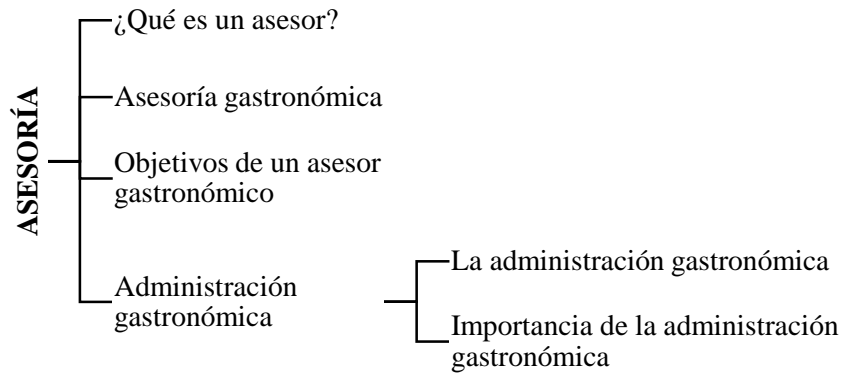 ASESORÍA
¿Qué es un asesor?
Asesoría gastronómica
Objetivos de un asesor
gastronómico
Administración
gastronómica
La administración gastronómica
Importancia de la administración
gastronómica